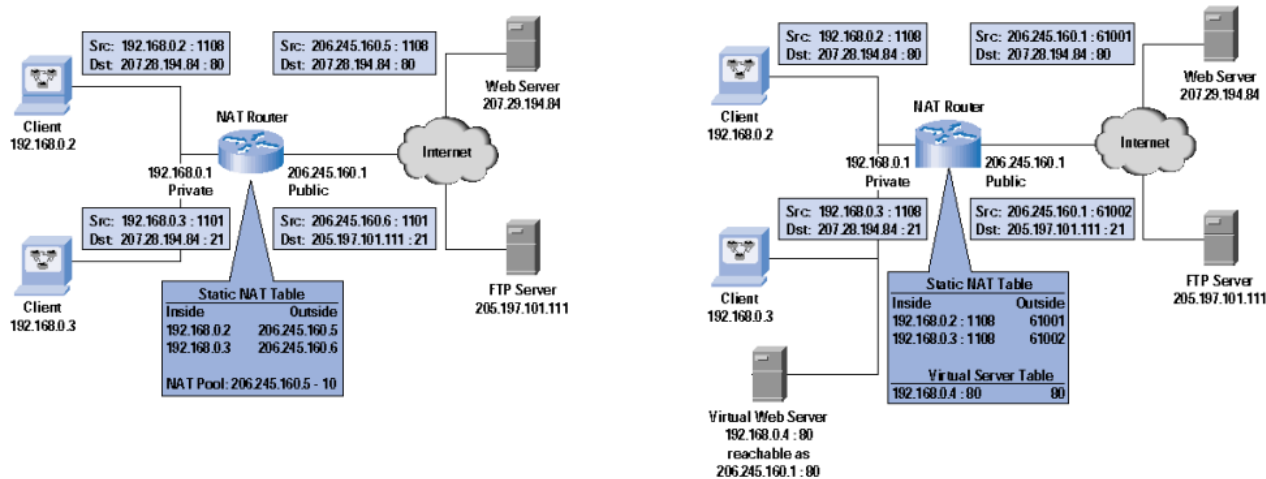 Src: 192.168.0.2 : 1108
Dst: 207.28.194.84 : 80
Src: 206.245.160.5 : 1108
Dst: 207.28.194.84 : 80
Web Server
207.29.194.84
Client
192.168.0.2
NAT Router
Internet
192.168.0.1
Private
206.245.160.1
Public
Src: 192.168.0.3 : 1101
Dst: 207.28.194.84 : 21
Src: 206.245.160.6 : 1101
Dst: 205.197.101.111 : 21
Client
192.168.0.3
FTP Server
205.197.101.111
Static NAT Table
Inside Outside
192.168.0.2 206.245.160.5
192.168.0.3 206.245.160.6
NAT Pool: 206.245.160.5 - 10
Src: 192.168.0.2 : 1108
Dst: 207.28.194.84 : 80
Src: 206.245.160.1 : 61001
Dst: 207.28.194.84 : 80
Web Server
207.29.194.84
Client
192.168.0.2
NAT Router
Internet
192.168.0.1
Private
206.245.160.1
Public
Src: 192.168.0.3 : 1108
Dst: 207.28.194.84 : 21
Src: 206.245.160.1 : 61002
Dst: 205.197.101.111 : 21
Client
192.168.0.3
FTP Server
205.197.101.111
Static NAT Table
Inside Outside
192.168.0.2 : 1108 61001
192.168.0.3 : 1108 61002
Virtual Server Table
192.168.0.4 : 80 80
Virtual Web Server
192.168.0.4 : 80
reachable as
206.245.160.1 : 80